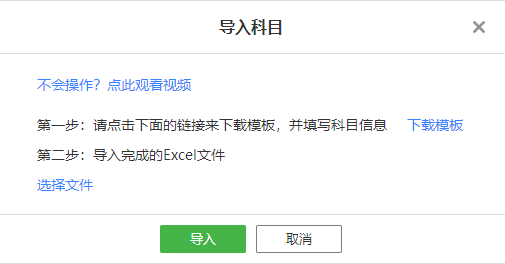 导入科目
不会操作？点此观看视频
第一步：请点击下面的链接来下载模板，并填写科目信息 下载模板
第二步：导入完成的Excel文件
选择文件
导入 取消